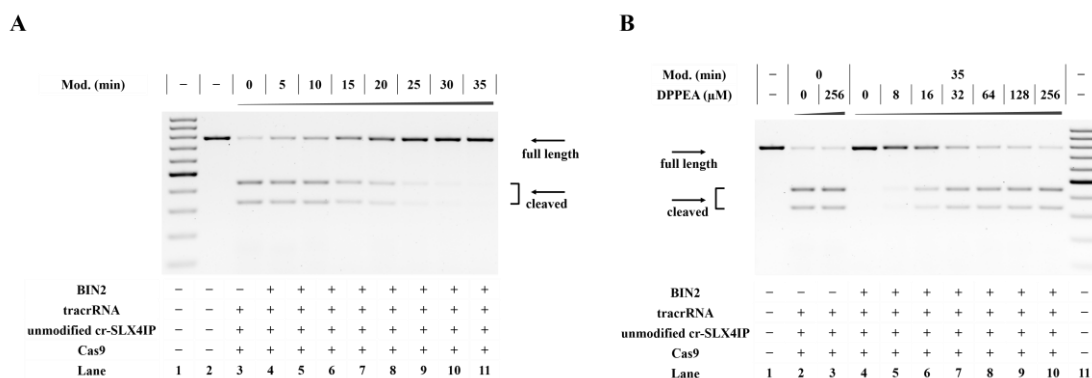 A
Mod. (min) – – 0 5 10 15 20 25 30 35
full length
cleaved
BIN2 – – – + + + + + + + +
tracrRNA – – + + + + + + + + +
unmodified cr-SLX4IP – – + + + + + + + + +
Cas9 – – + + + + + + + + +
Lane 1 2 3 4 5 6 7 8 9 10 11
B
Mod. (min) – 0 35 –
DPPEA (µM) – 0 256 0 8 16 32 64 128 256 –
full length
cleaved
BIN2 – – – + + + + + + + –
tracrRNA – + + + + + + + + + –
unmodified cr-SLX4IP – + + + + + + + + + –
Cas9 – + + + + + + + + + –
Lane 1 2 3 4 5 6 7 8 9 10 11